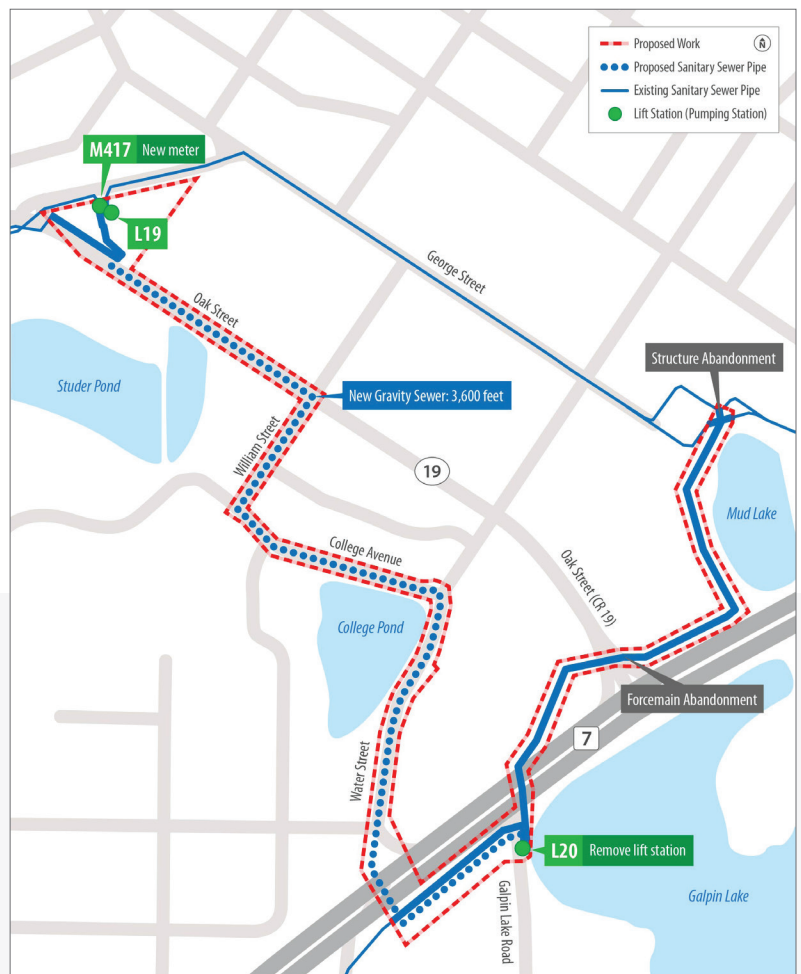 N
Proposed Work
Proposed Sanitary Sewer Pipe
Existing Sanitary Sewer Pipe
Lift Station (Pumping Station)
M417 New meter
L19
George Street
Oak Street
Structure Abandonment
Studer Pond
New Gravity Sewer: 3,600 feet
William Street
19
Mud Lake
College Avenue
Oak Street (CR 19)
College Pond
Forcemain Abandonment
7
Water Street
L20 Remove lift station
Galpin Lake Road
Galpin Lake